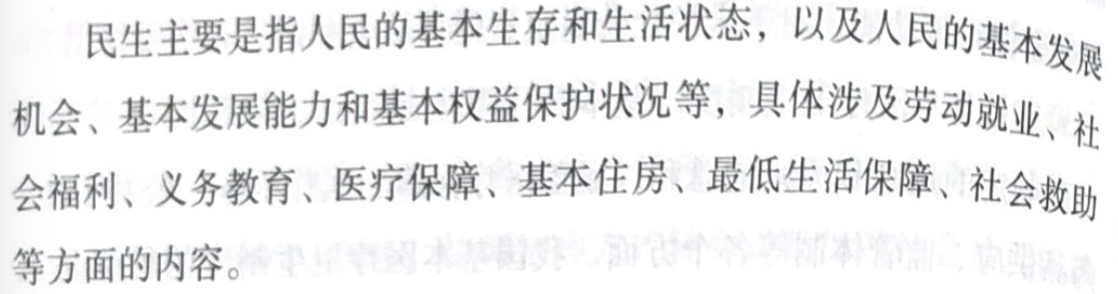 民生主要是指人民的基本生存和生活状态，以及人民的基本发展
机会、基本发展能力和基本权益保护状况等，具体涉及劳动就业、社
会福利、义务教育 医疗保障、基本住房、最低生活保障、社会救助
等方面的内容。